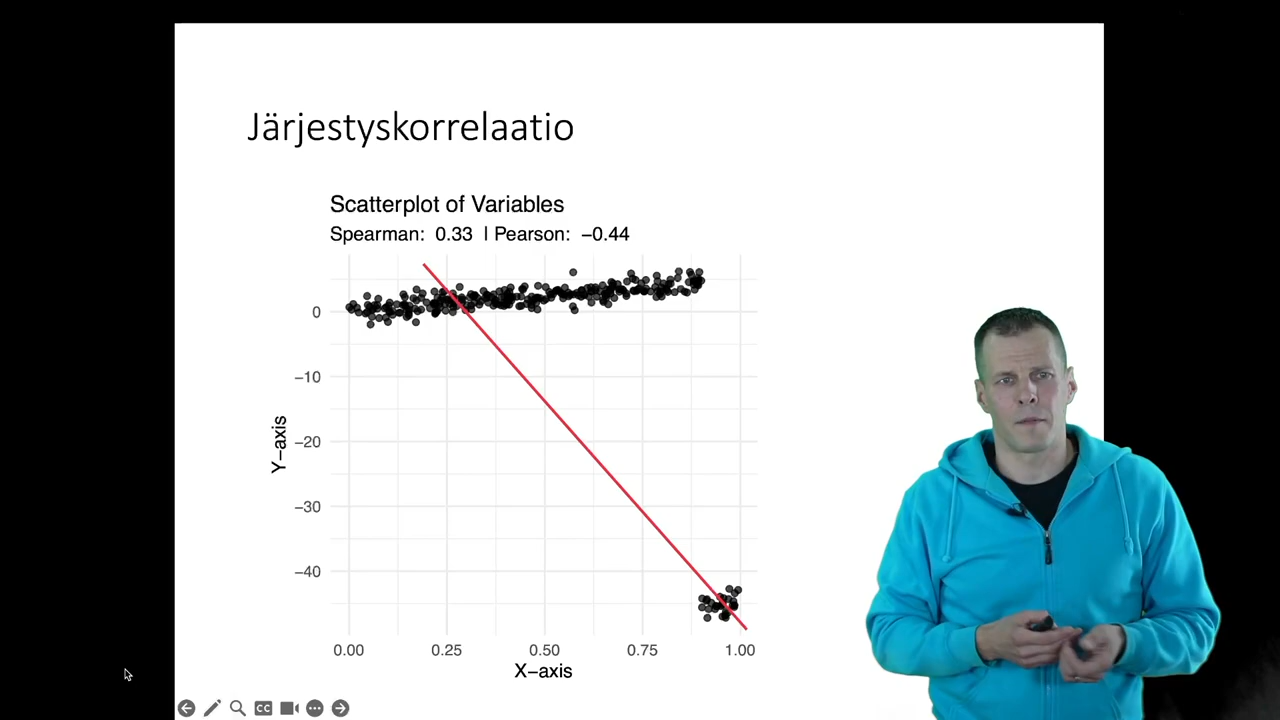 Järjestyskorrelaatio
Scatterplot of Variables
Spearman: 0.33 | Pearson: −0.44
0
−10
−20
−30
−40
Y−axis
0.00 0.25 0.50 0.75 1.00
X−axis
CC